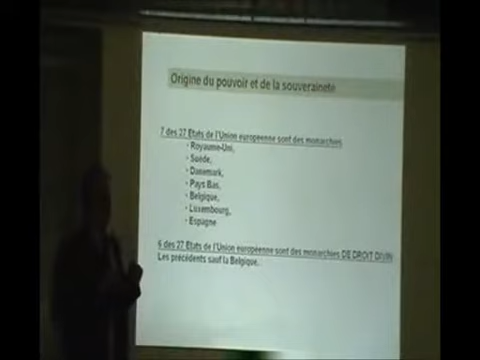 Origine du pouvoir et de la souveraineté
7 des 27 Etats de l'Union européenne sont des monarchies
- Royaume-Uni,
- Suède,
- Danemark,
- Pays Bas,
- Belgique,
- Luxembourg,
- Espagne
6 des 27 Etats de l'Union européenne sont des monarchies DE DROIT DIVIN
Les précédents sauf la Belgique.